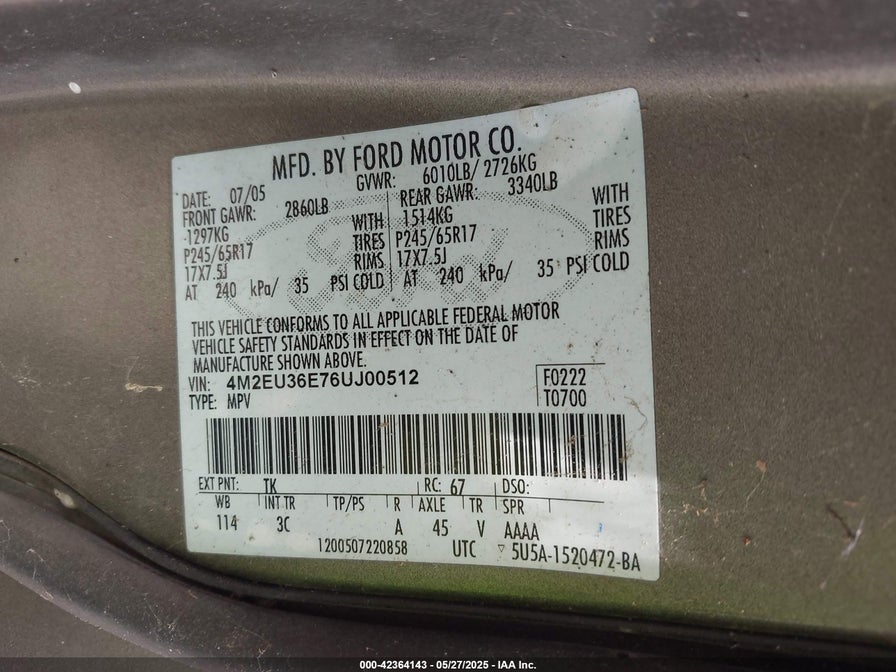 MFD. BY FORD MOTOR CO.
DATE: 07/05 GVWR: 6010LB/ 2726KG
FRONT GAWR: 2860LB REAR GAWR: 3340LB
-1297KG WITH 1514KG WITH
P245/65R17 TIRES P245/65R17 TIRES
17X7.5J RIMS 17X7.5J RIMS
AT 240 kPa/ 35 PSI COLD AT 240 kPa/ 35 PSI COLD
THIS VEHICLE CONFORMS TO ALL APPLICABLE FEDERAL MOTOR
VEHICLE SAFETY STANDARDS IN EFFECT ON THE DATE OF
MANUFACTURE SHOWN ABOVE.
VIN: 4M2EU36E76UJ00512 F0222
TYPE: MPV T0700
EXT PNT: TK RC: 67 DSO:
WB INT TR TP/PS R AXLE TR SPR
114 3C A 45 V AAAA
1200507220858 UTC 5U5A-1520472-BA
000-42364143 — 05/27/2025 — IAA Inc.